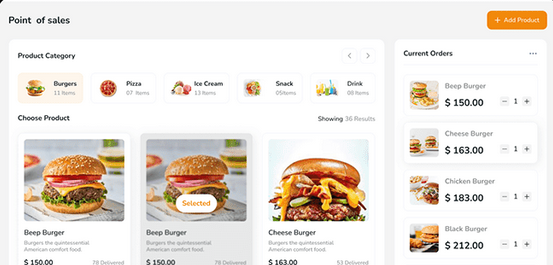 Point of sales
+ Add Product
Product Category
Burgers
11 Items
Pizza
07 Items
Ice Cream
13 Items
Snack
05Items
Drink
08 Items
Choose Product
Showing 36 Results
Beep Burger
Burgers the quintessential
American comfort food.
$ 150.00
78 Delivered
Selected
Beep Burger
Burgers the quintessential
American comfort food.
$ 150.00
78 Delivered
Cheese Burger
Burgers the quintessential
American comfort food.
$ 163.00
53 Delivered
Current Orders
Beep Burger
$ 150.00
− 1 +
Cheese Burger
$ 163.00
− 1 +
Chicken Burger
$ 183.00
− 1 +
Black Burger
$ 212.00
− 1 +